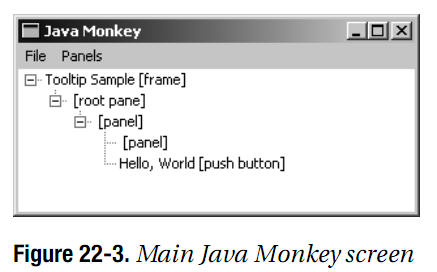 Java Monkey
File Panels
Tooltip Sample [frame]
[root pane]
[panel]
[panel]
Hello, World [push button]
Figure 22-3. Main Java Monkey screen